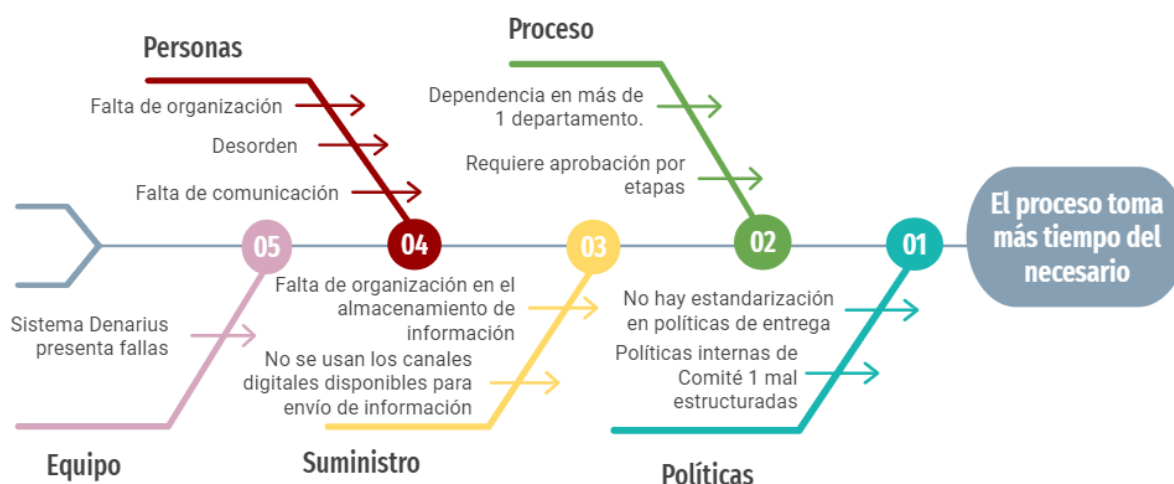 Personas
Falta de organización
Desorden
Falta de comunicación
Proceso
Dependencia en más de
1 departamento.
Requiere aprobación por
etapas
05
04
03
02
01
El proceso toma
más tiempo del
necesario
Sistema Denarius
presenta fallas
Equipo
Falta de organización en el
almacenamiento de
información
No se usan los canales
digitales disponibles para
envío de información
Suministro
No hay estandarización
en políticas de entrega
Políticas internas de
Comité 1 mal
estructuradas
Políticas